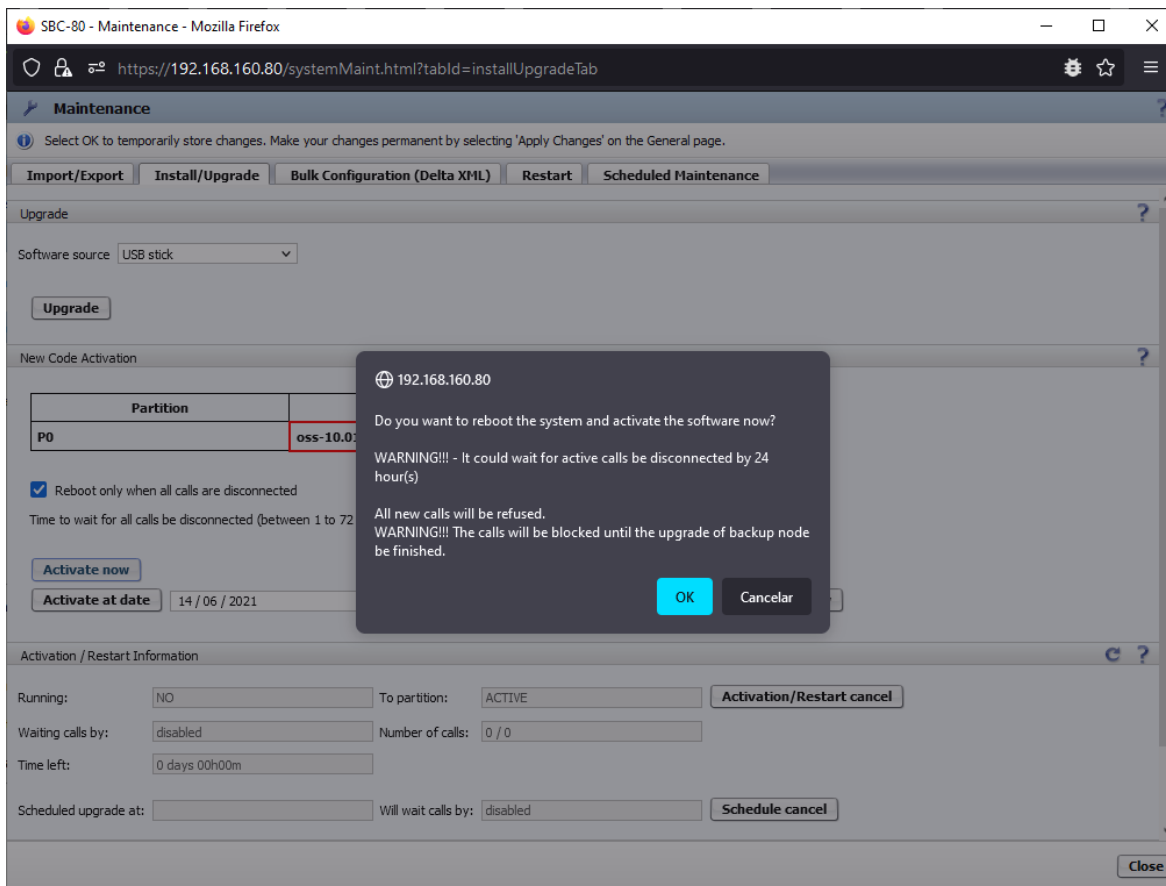 SBC-80 - Maintenance - Mozilla Firefox
https://192.168.160.80/systemMaint.html?tabId=installUpgradeTab
Maintenance
Select OK to temporarily store changes. Make your changes permanent by selecting 'Apply Changes' on the General page.
Import/Export Install/Upgrade Bulk Configuration (Delta XML) Restart Scheduled Maintenance
Upgrade
Software source USB stick
Upgrade
New Code Activation
Partition
P0 oss-10.01
Reboot only when all calls are disconnected
Time to wait for all calls be disconnected (between 1 to 72
Activate now
Activate at date 14 / 06 / 2021
192.168.160.80
Do you want to reboot the system and activate the software now?
WARNING!!! - It could wait for active calls be disconnected by 24
hour(s)
All new calls will be refused.
WARNING!!! The calls will be blocked until the upgrade of backup node
be finished.
OK Cancelar
Activation / Restart Information
Running: NO To partition: ACTIVE Activation/Restart cancel
Waiting calls by: disabled Number of calls: 0 / 0
Time left: 0 days 00h00m
Scheduled upgrade at: Will wait calls by: disabled Schedule cancel
Close